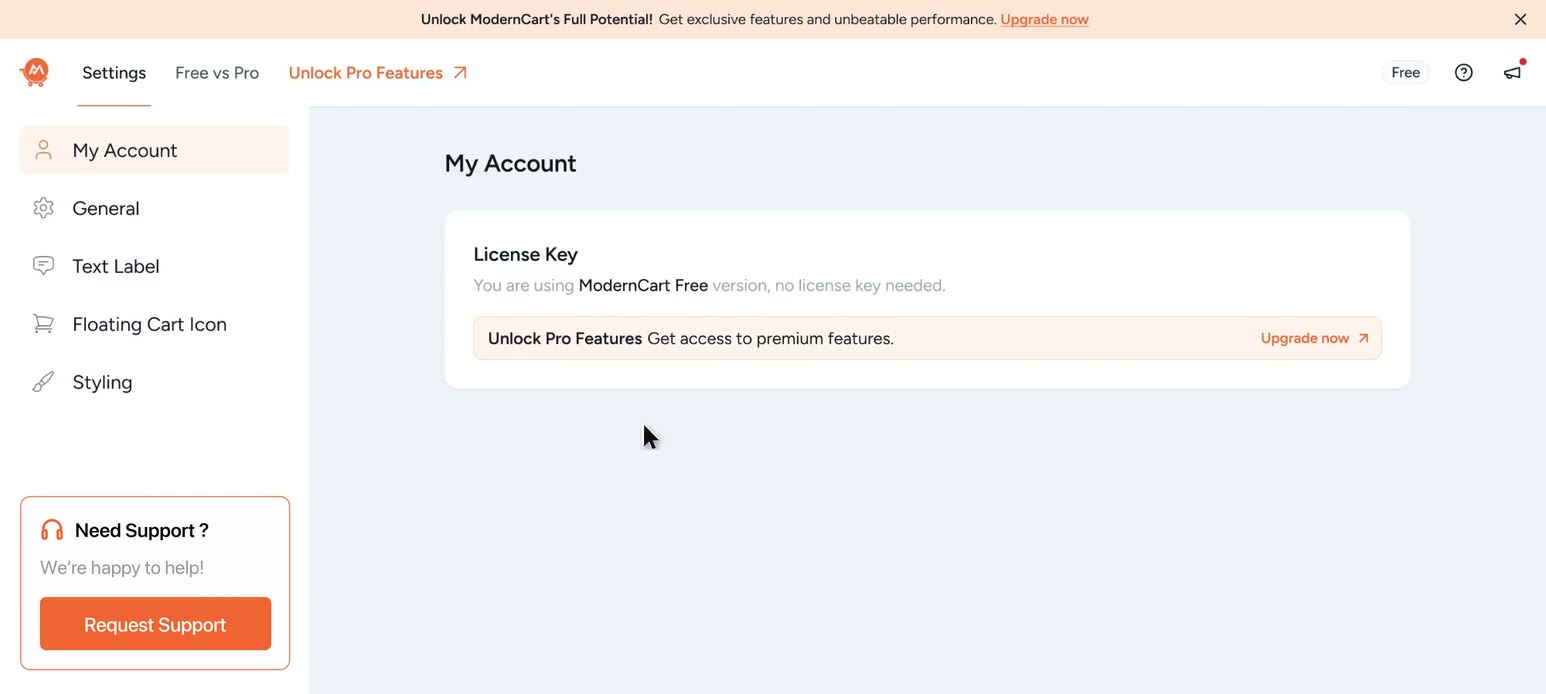 Unlock ModernCart's Full Potential! Get exclusive features and unbeatable performance. Upgrade now
Settings
Free vs Pro
Unlock Pro Features
Free
My Account
General
Text Label
Floating Cart Icon
Styling
Need Support ?
We're happy to help!
Request Support
My Account
License Key
You are using ModernCart Free version, no license key needed.
Unlock Pro Features Get access to premium features.
Upgrade now